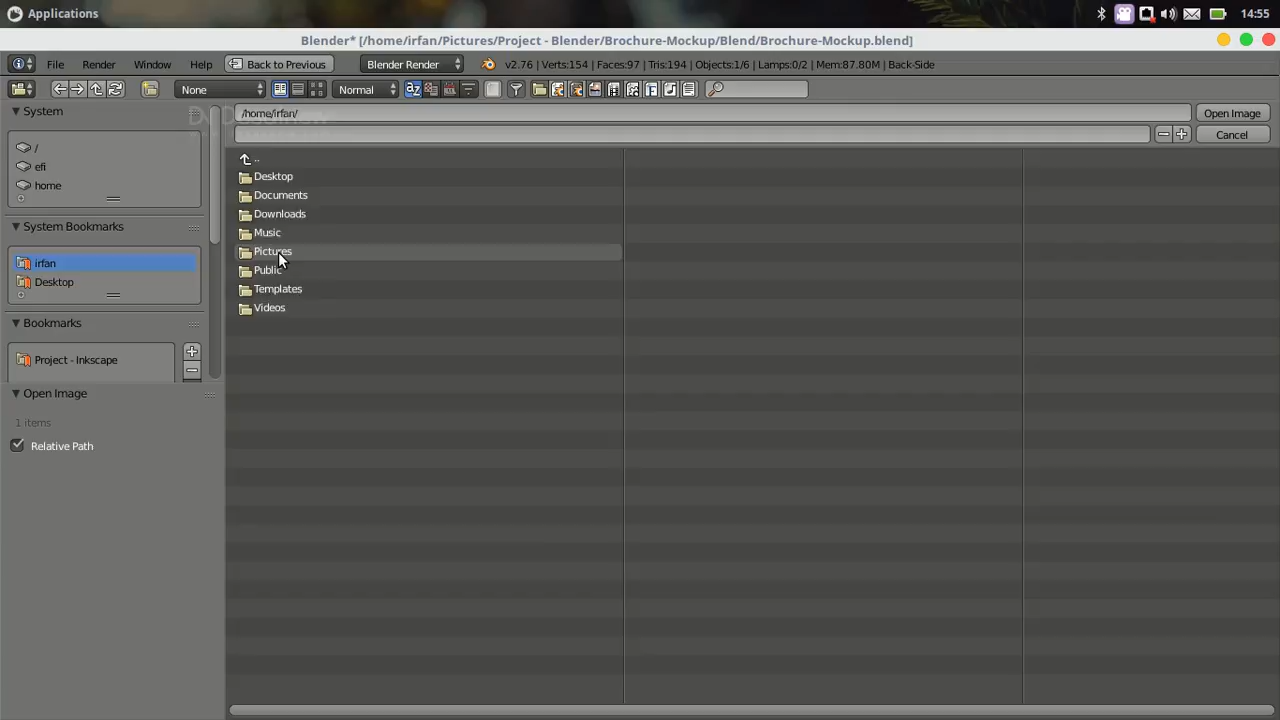 Applications 14:55
Blender* [/home/irfan/Pictures/Project - Blender/Brochure-Mockup/Blend/Brochure-Mockup.blend]
File Render Window Help Back to Previous Blender Render v2.76 | Verts:154 | Faces:97 | Tris:194 | Objects:1/6 | Lamps:0/2 | Mem:87.80M | Back-Side
None Normal
System
/home/irfan/ Open Image
Cancel
/
efi
home
System Bookmarks
irfan
Desktop
Bookmarks
Project - Inkscape
Open Image
1 items
Relative Path
..
Desktop
Documents
Downloads
Music
Pictures
Public
Templates
Videos